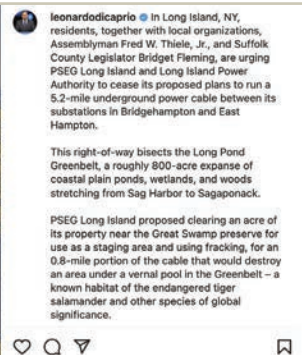 leonardodicaprio In Long Island, NY,
residents, together with local organizations,
Assemblyman Fred W. Thiele, Jr., and Suffolk
County Legislator Bridget Fleming, are urging
PSEG Long Island and Long Island Power
Authority to cease its proposed plans to run a
5.2-mile underground power cable between its
substations in Bridgehampton and East
Hampton.
This right-of-way bisects the Long Pond
Greenbelt, a roughly 800-acre expanse of
coastal plain ponds, wetlands, and woods
stretching from Sag Harbor to Sagaponack.
PSEG Long Island proposed clearing an acre of
its property near the Great Swamp preserve for
use as a staging area and using fracking, for an
0.8-mile portion of the cable that would destroy
an area under a vernal pool in the Greenbelt – a
known habitat of the endangered tiger
salamander and other species of global
significance.